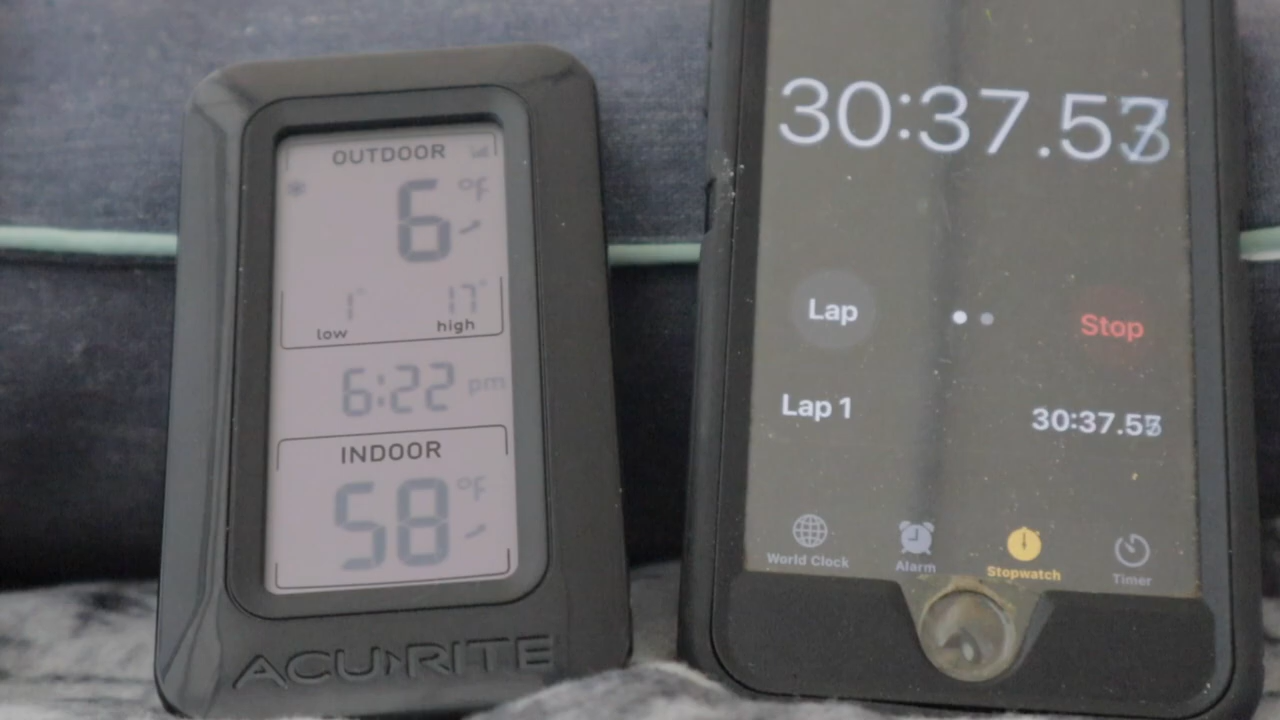 OUTDOOR
6 °F
1° 17°
low high
6:22 pm
INDOOR
58 °F
ACURITE
30:37.5
Lap Stop
Lap 1 30:37.5
World Clock Alarm Stopwatch Timer